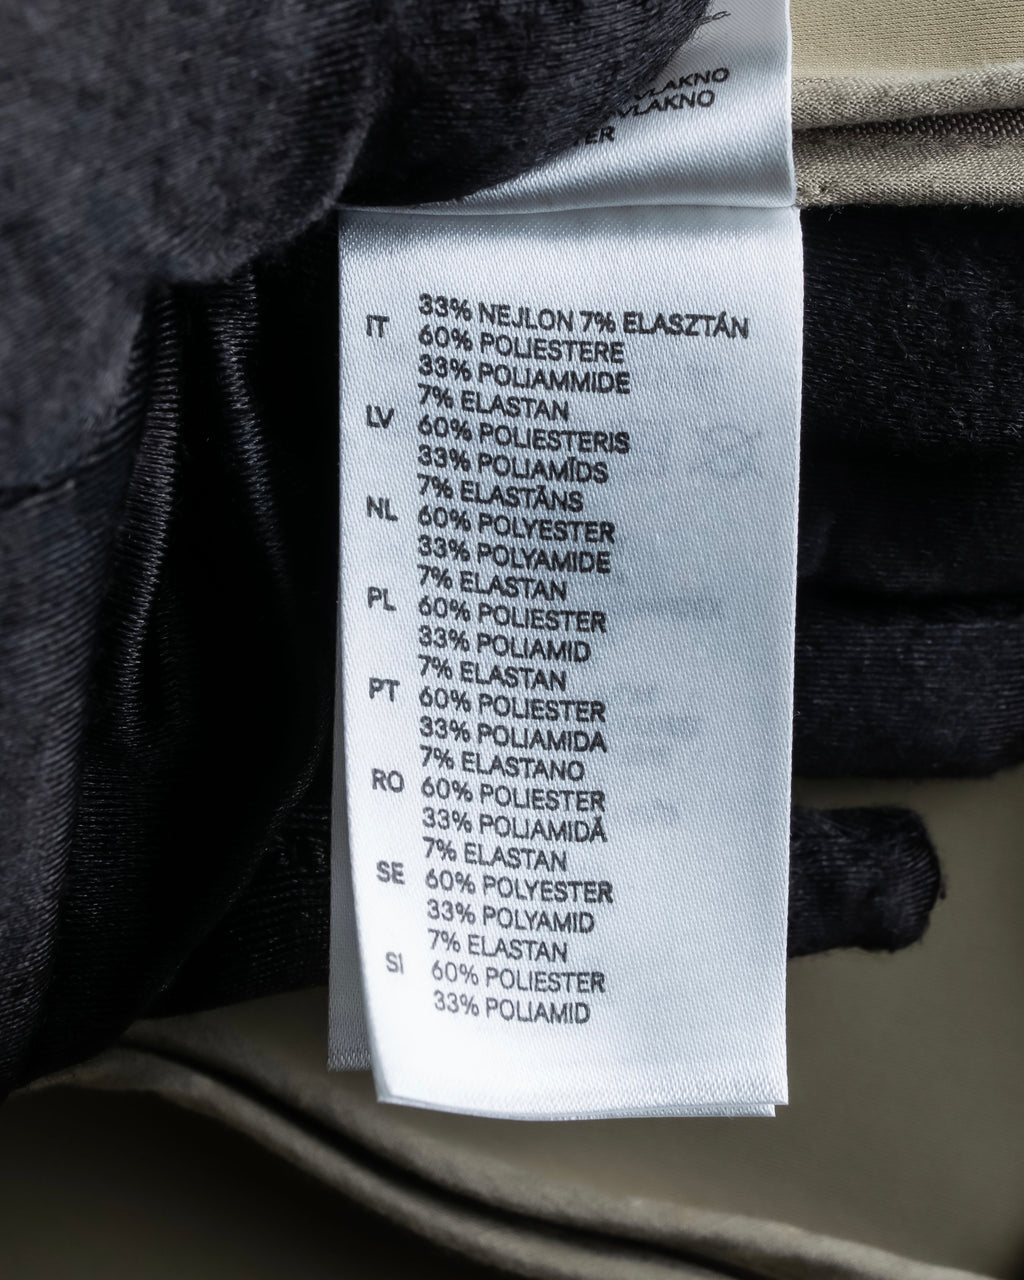 VLAKNO
VLAKNO
33% NEJLON 7% ELASZTÁN
IT 60% POLIESTERE
33% POLIAMMIDE
7% ELASTAN
LV 60% POLIESTERIS
33% POLIAMĪDS
7% ELASTĀNS
NL 60% POLYESTER
33% POLYAMIDE
7% ELASTAN
PL 60% POLIESTER
33% POLIAMID
7% ELASTAN
PT 60% POLIESTER
33% POLIAMIDA
7% ELASTANO
RO 60% POLIESTER
33% POLIAMIDĂ
7% ELASTAN
SE 60% POLYESTER
33% POLYAMID
7% ELASTAN
SI 60% POLIESTER
33% POLIAMID